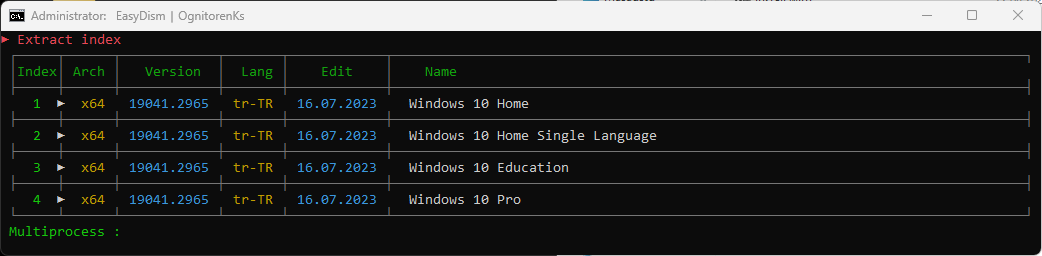 Administrator: EasyDism | OgnitorenKs
► Extract index
Index Arch Version Lang Edit Name
1 ► x64 19041.2965 tr-TR 16.07.2023 Windows 10 Home
2 ► x64 19041.2965 tr-TR 16.07.2023 Windows 10 Home Single Language
3 ► x64 19041.2965 tr-TR 16.07.2023 Windows 10 Education
4 ► x64 19041.2965 tr-TR 16.07.2023 Windows 10 Pro
Multiprocess :